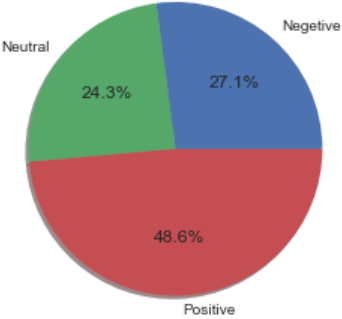 Negetive
Neutral
27.1%
24.3%
48.6%
Positive